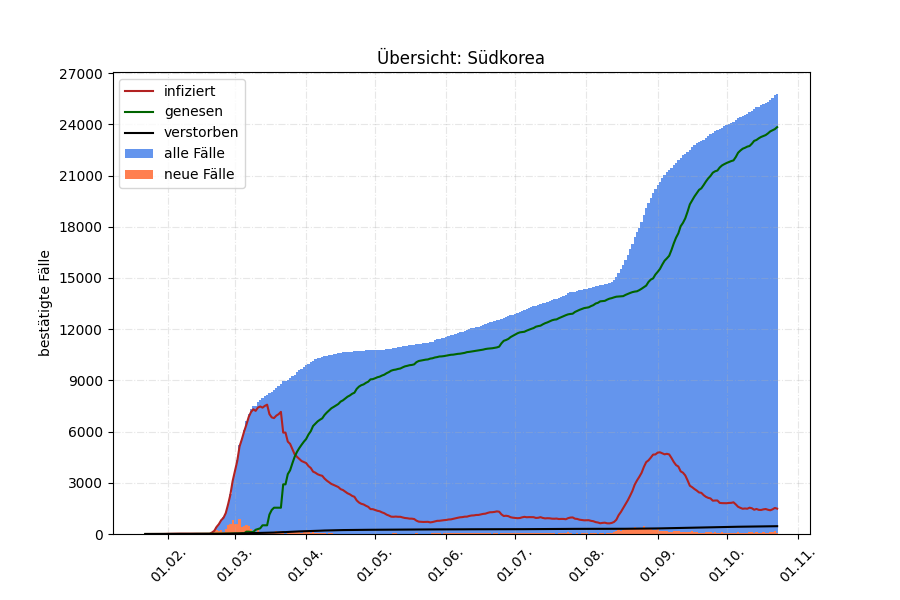 Übersicht: Südkorea
infiziert
genesen
verstorben
alle Fälle
neue Fälle
bestätigte Fälle
27000
24000
21000
18000
15000
12000
9000
6000
3000
0
01.02.
01.03.
01.04.
01.05.
01.06.
01.07.
01.08.
01.09.
01.10.
01.11.